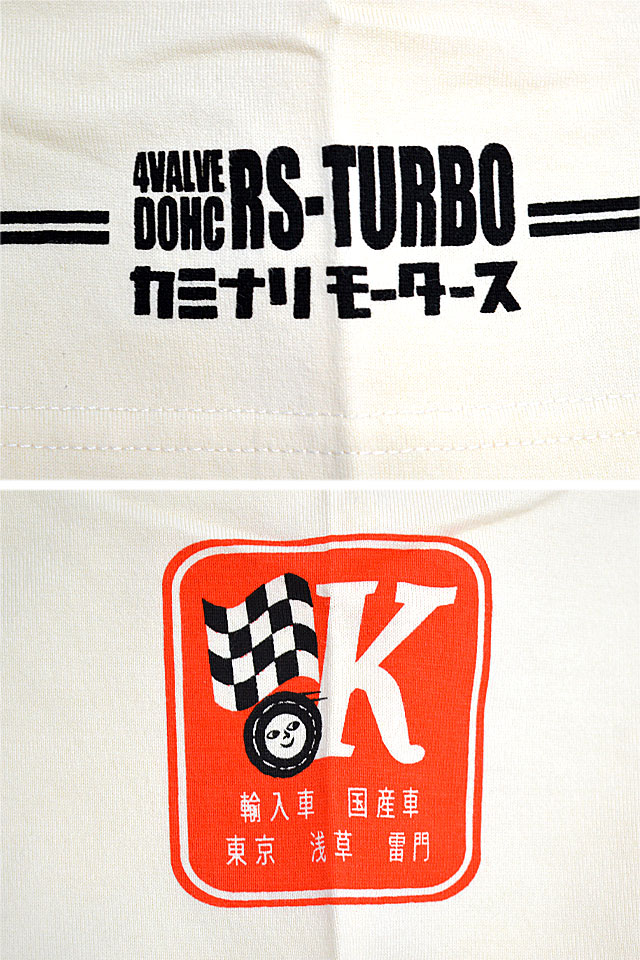 4VALVE
DOHC RS-TURBO
カミナリ モータース
K
輸入車 国産車
東京 浅草 雷門